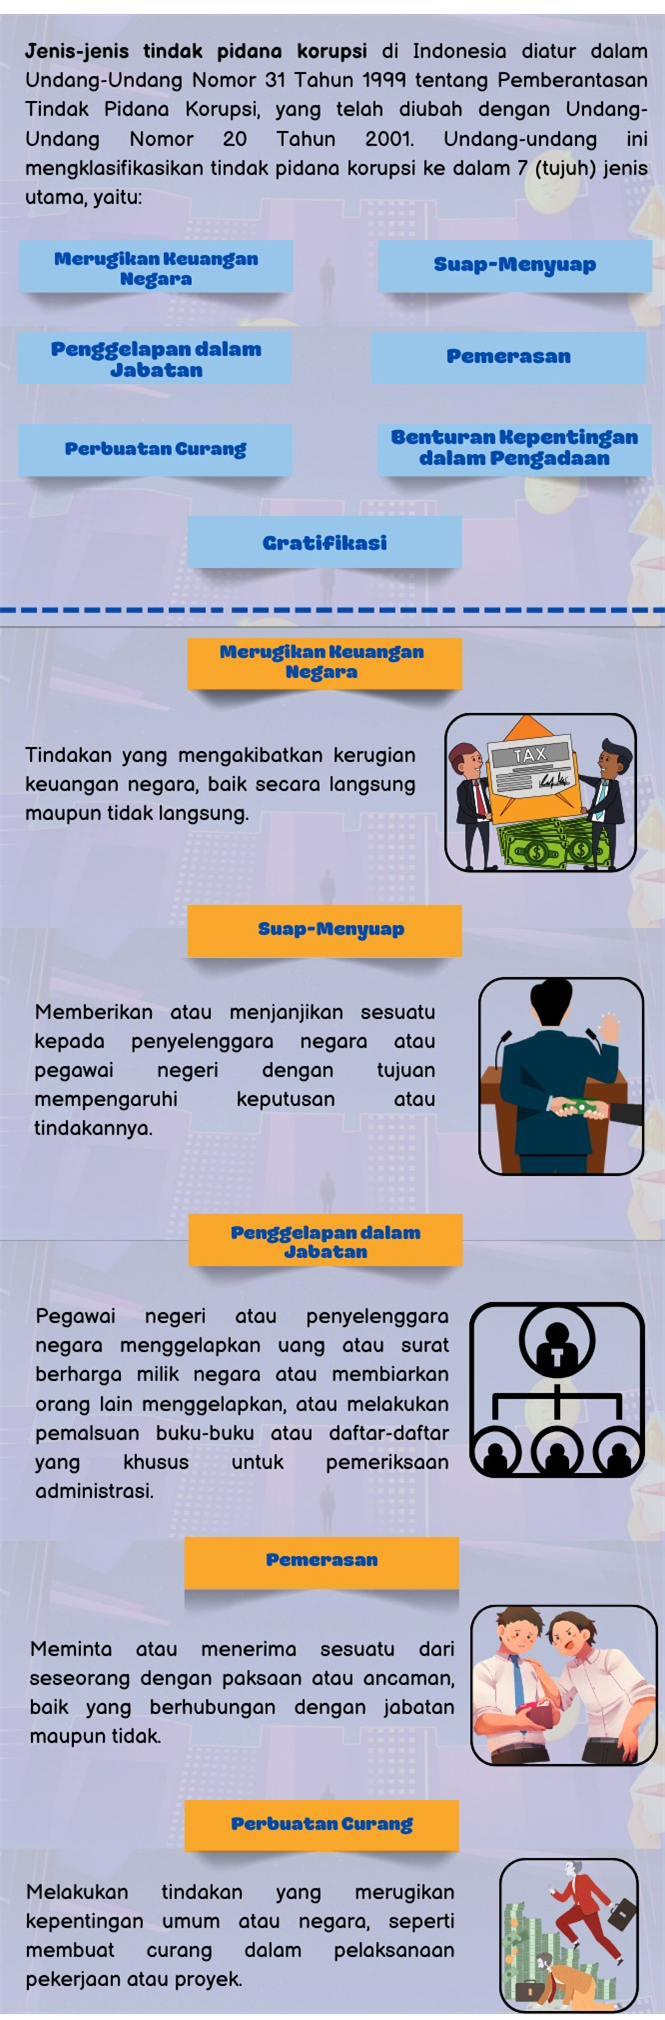 Jenis-jenis tindak pidana korupsi di Indonesia diatur dalam
Undang-Undang Nomor 31 Tahun 1999 tentang Pemberantasan
Tindak Pidana Korupsi, yang telah diubah dengan Undang-
Undang Nomor 20 Tahun 2001. Undang-undang ini
mengklasifikasikan tindak pidana korupsi ke dalam 7 (tujuh) jenis
utama, yaitu:
Merugikan Keuangan
Negara
Suap-Menyuap
Penggelapan dalam
Jabatan
Pemerasan
Perbuatan Curang
Benturan Kepentingan
dalam Pengadaan
Gratifikasi
Merugikan Keuangan
Negara
Tindakan yang mengakibatkan kerugian
keuangan negara, baik secara langsung
maupun tidak langsung.
TAX
Suap-Menyuap
Memberikan atau menjanjikan sesuatu
kepada penyelenggara negara atau
pegawai negeri dengan tujuan
mempengaruhi keputusan atau
tindakannya.
Penggelapan dalam
Jabatan
Pegawai negeri atau penyelenggara
negara menggelapkan uang atau surat
berharga milik negara atau membiarkan
orang lain menggelapkan, atau melakukan
pemalsuan buku-buku atau daftar-daftar
yang khusus untuk pemeriksaan
administrasi.
Pemerasan
Meminta atau menerima sesuatu dari
seseorang dengan paksaan atau ancaman,
baik yang berhubungan dengan jabatan
maupun tidak.
Perbuatan Curang
Melakukan tindakan yang merugikan
kepentingan umum atau negara, seperti
membuat curang dalam pelaksanaan
pekerjaan atau proyek.